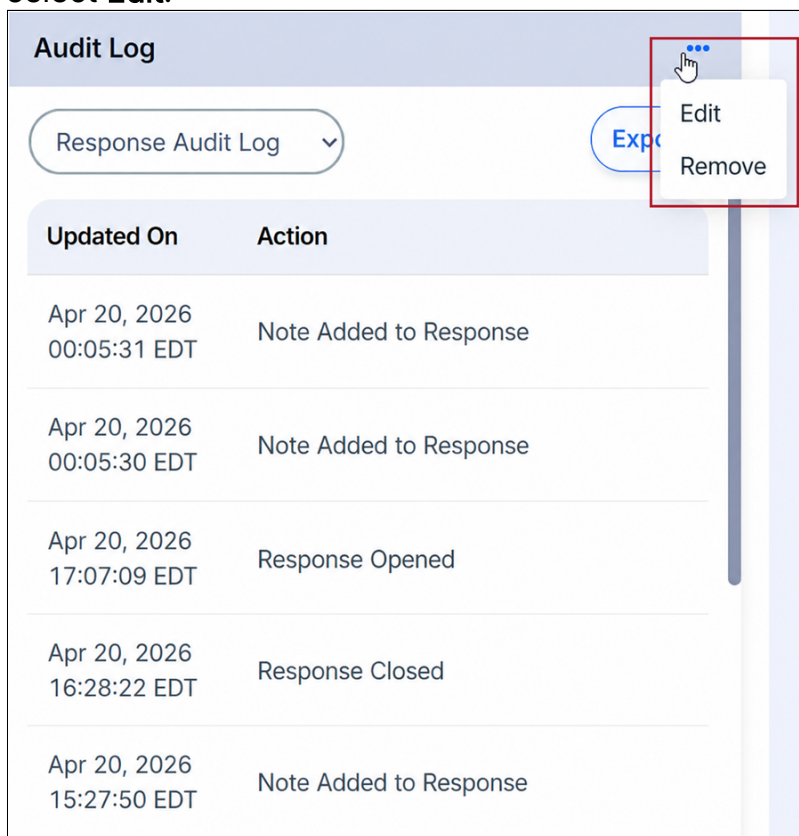 select Edit.
Audit Log
Edit
Response Audit Log
Expo
Remove
Updated On Action
Apr 20, 2026
00:05:31 EDT
Note Added to Response
Apr 20, 2026
00:05:30 EDT
Note Added to Response
Apr 20, 2026
17:07:09 EDT
Response Opened
Apr 20, 2026
16:28:22 EDT
Response Closed
Apr 20, 2026
15:27:50 EDT
Note Added to Response